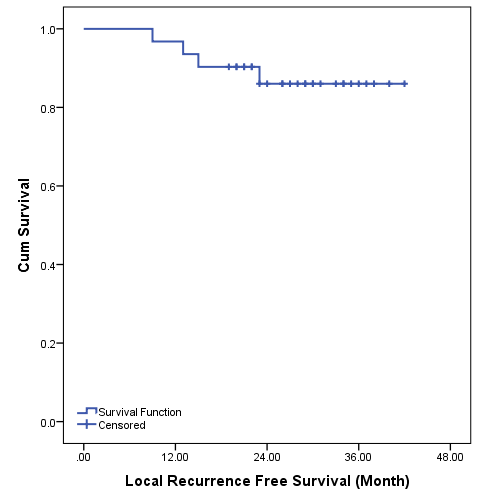 1.0
0.8
0.6
0.4
0.2
0.0
Cum Survival
Survival Function
Censored
.00 12.00 24.00 36.00 48.00
Local Recurrence Free Survival (Month)